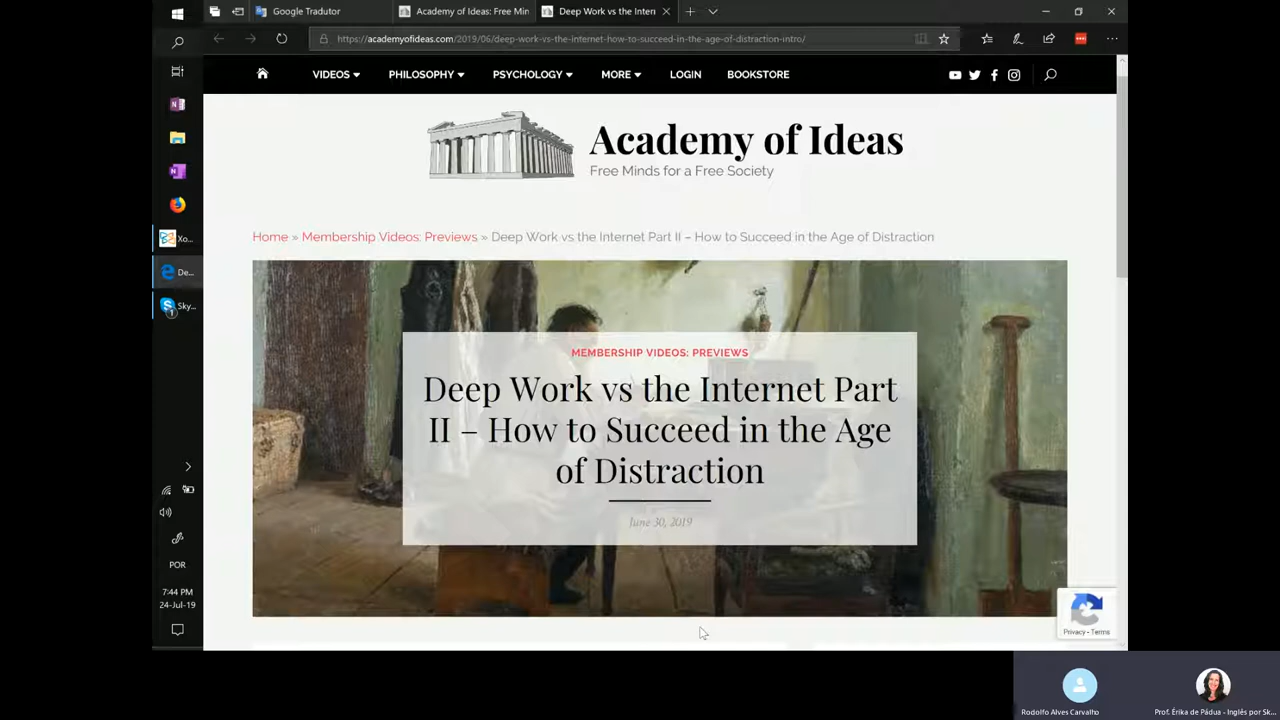 Google Tradutor
Academy of Ideas: Free Min
Deep Work vs the Intern
https://academyofideas.com/2019/06/deep-work-vs-the-internet-how-to-succeed-in-the-age-of-distraction-intro/
VIDEOS
PHILOSOPHY
PSYCHOLOGY
MORE
LOGIN
BOOKSTORE
Academy of Ideas
Free Minds for a Free Society
Home » Membership Videos: Previews » Deep Work vs the Internet Part II – How to Succeed in the Age of Distraction
MEMBERSHIP VIDEOS: PREVIEWS
Deep Work vs the Internet Part
II – How to Succeed in the Age
of Distraction
June 30, 2019
Xo...
De...
Sky...
1
POR
7:44 PM
24-Jul-19
Privacy - Terms
Rodolfo Alves Carvalho
Prof. Érika de Pádua - Inglês por Sk...